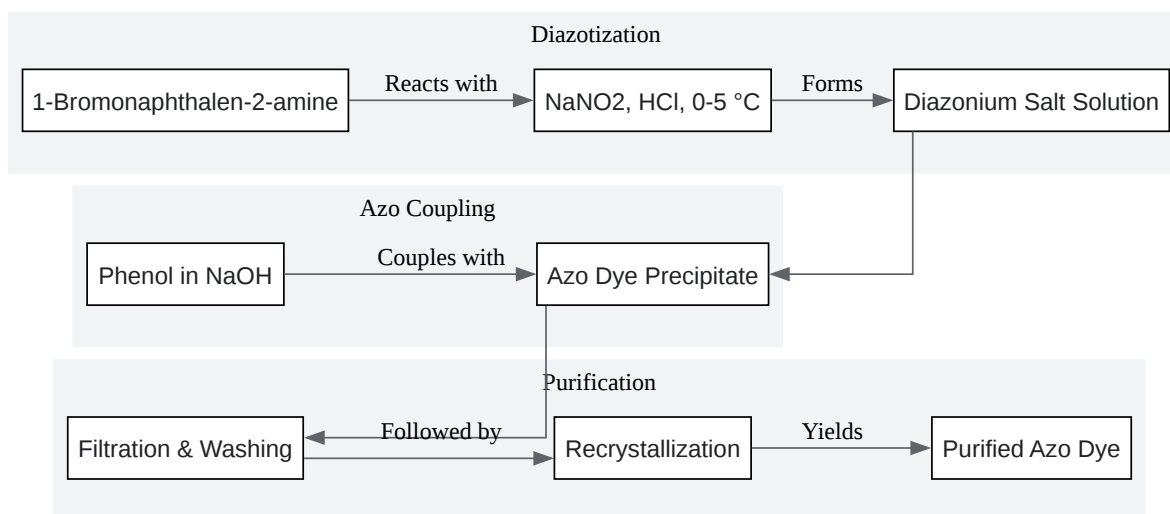 Diazotization
1-Bromonaphthalen-2-amine
Reacts with
NaNO2, HCl, 0-5 °C
Forms
Diazonium Salt Solution
Azo Coupling
Phenol in NaOH
Couples with
Azo Dye Precipitate
Purification
Filtration & Washing
Followed by
Recrystallization
Yields
Purified Azo Dye